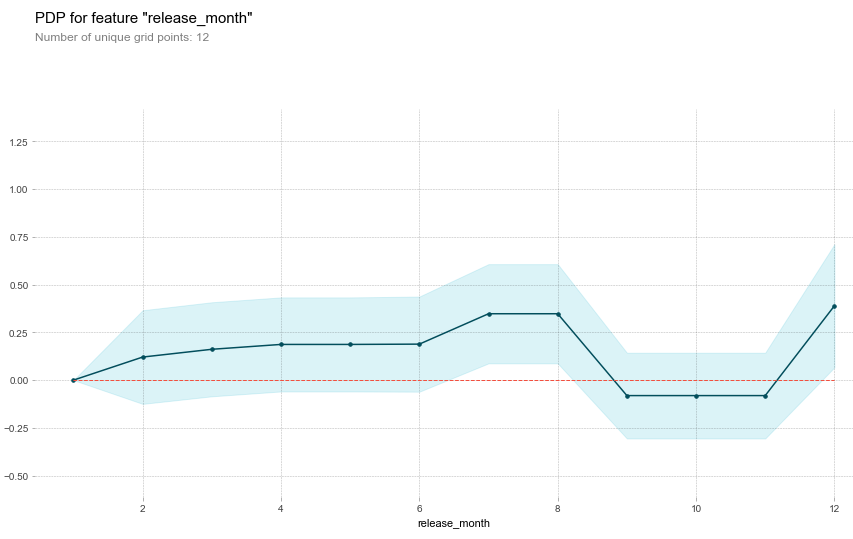 PDP for feature "release_month"
Number of unique grid points: 12
1.25
1.00
0.75
0.50
0.25
0.00
−0.25
−0.50
2 4 6 8 10 12
release_month